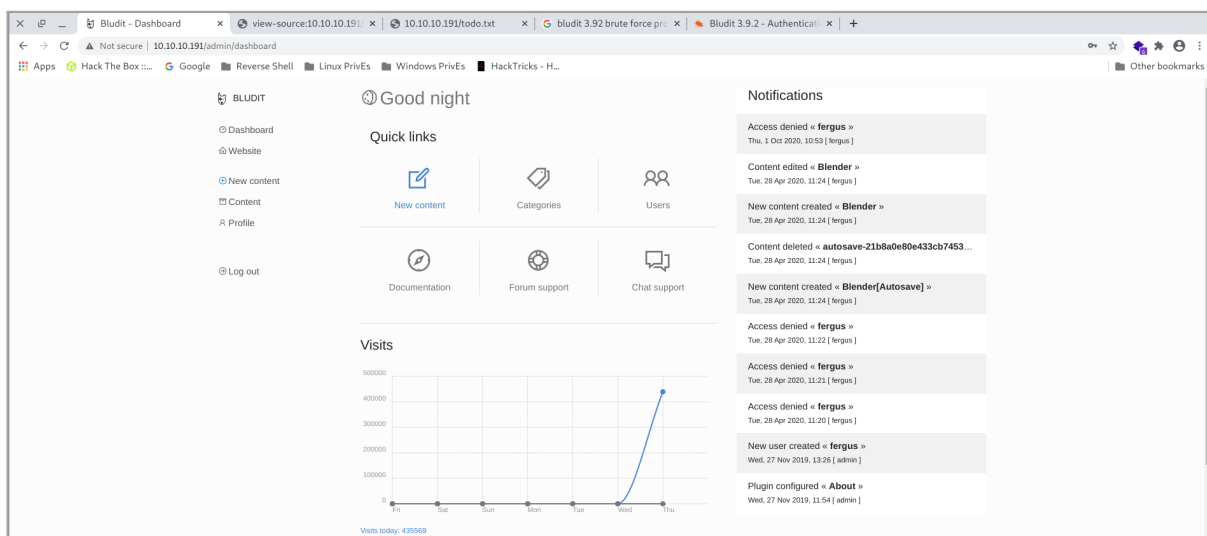 Bludit - Dashboard
view-source:10.10.10.191/
10.10.10.191/todo.txt
bludit 3.92 brute force pro
Bludit 3.9.2 - Authenticati
Not secure | 10.10.10.191/admin/dashboard
Apps
Hack The Box ::...
Google
Reverse Shell
Linux PrivEs
Windows PrivEs
HackTricks - H...
Other bookmarks
BLUDIT
Dashboard
Website
New content
Content
Profile
Log out
Good night
Quick links
New content
Categories
Users
Documentation
Forum support
Chat support
Visits
500000
400000
300000
200000
100000
0
Fri Sat Sun Mon Tue Wed Thu
Visits today: 435569
Notifications
Access denied « fergus »
Thu, 1 Oct 2020, 10:53 [ fergus ]
Content edited « Blender »
Tue, 28 Apr 2020, 11:24 [ fergus ]
New content created « Blender »
Tue, 28 Apr 2020, 11:24 [ fergus ]
Content deleted « autosave-21b8a0e80e433cb7453...
Tue, 28 Apr 2020, 11:24 [ fergus ]
New content created « Blender[Autosave] »
Tue, 28 Apr 2020, 11:24 [ fergus ]
Access denied « fergus »
Tue, 28 Apr 2020, 11:22 [ fergus ]
Access denied « fergus »
Tue, 28 Apr 2020, 11:21 [ fergus ]
Access denied « fergus »
Tue, 28 Apr 2020, 11:20 [ fergus ]
New user created « fergus »
Wed, 27 Nov 2019, 13:26 [ admin ]
Plugin configured « About »
Wed, 27 Nov 2019, 11:54 [ admin ]